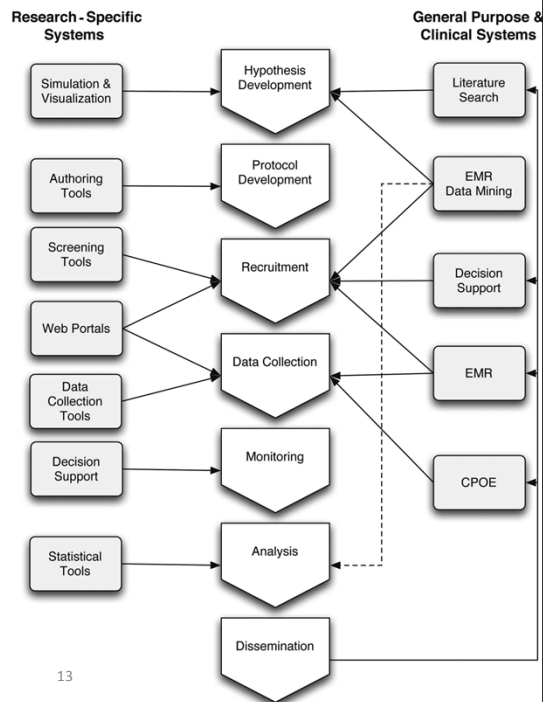 Research - Specific
Systems
General Purpose &
Clinical Systems
Simulation &
Visualization
Hypothesis
Development
Literature
Search
Authoring
Tools
Protocol
Development
EMR
Data Mining
Screening
Tools
Recruitment
Decision
Support
Web Portals
Data Collection
EMR
Data
Collection
Tools
Decision
Support
Monitoring
CPOE
Statistical
Tools
Analysis
Dissemination
13